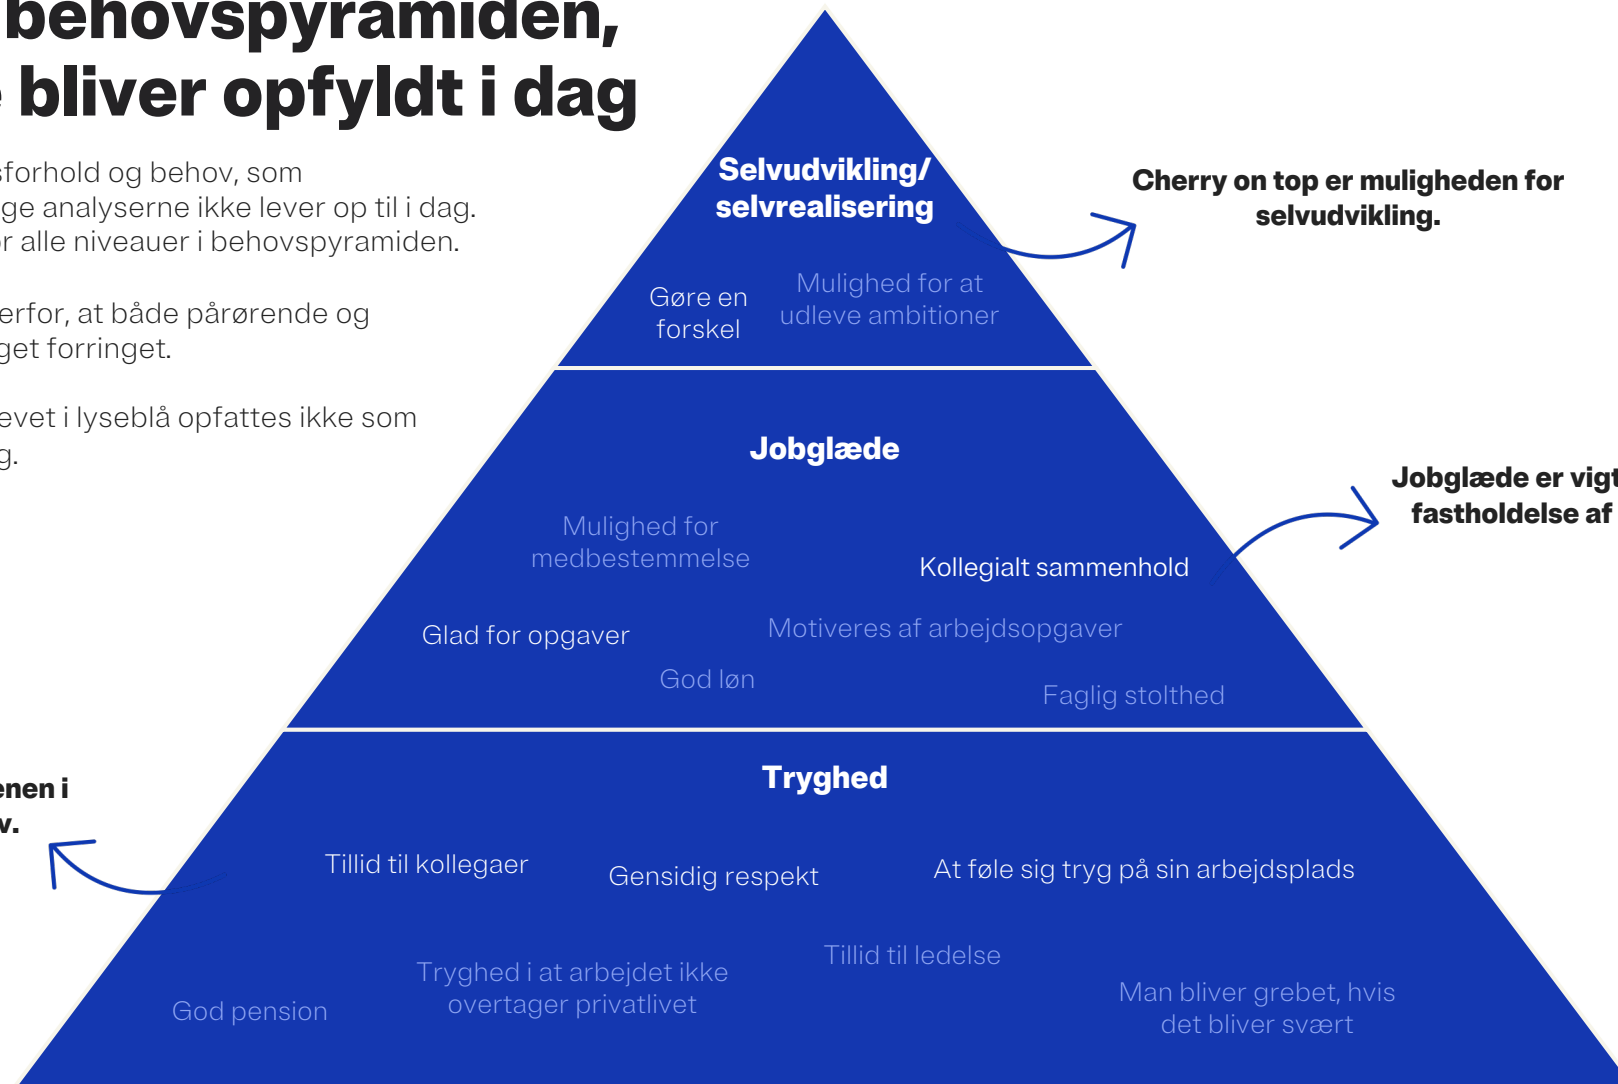 behovspyramiden,
bliver opfyldt i dag
sforhold og behov, som
ge analyserne ikke lever op til i dag.
r alle niveauer i behovspyramiden.
erfor, at både pårørende og
get forringet.
evet i lyseblå opfattes ikke som
g.
Selvudvikling/
selvrealisering
Cherry on top er muligheden for
selvudvikling.
Gøre en
forskel
Mulighed for at
udleve ambitioner
Jobglæde
Jobglæde er vigt
fastholdelse af
Mulighed for
medbestemmelse
Kollegialt sammenhold
Glad for opgaver
Motiveres af arbejdsopgaver
God løn
Faglig stolthed
Tryghed
enen i
v.
Tillid til kollegaer
Gensidig respekt
At føle sig tryg på sin arbejdsplads
Tillid til ledelse
Tryghed i at arbejdet ikke
overtager privatlivet
God pension
Man bliver grebet, hvis
det bliver svært